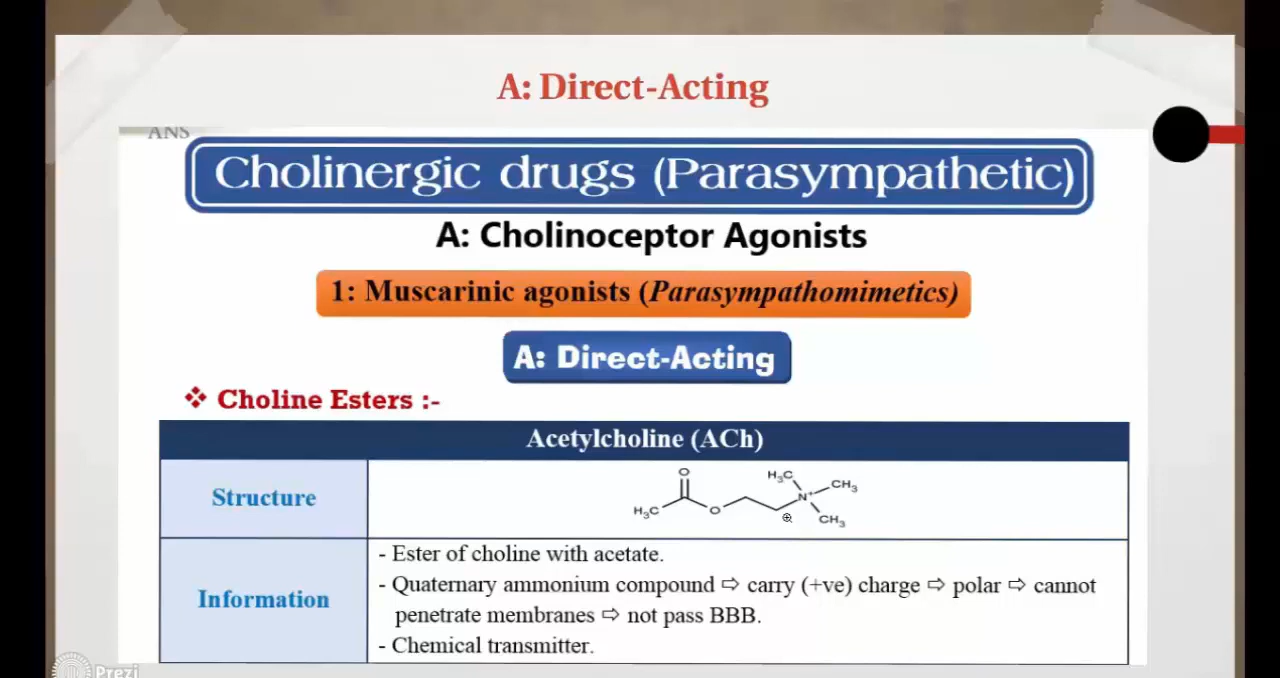 A: Direct-Acting
ANS
Cholinergic drugs (Parasympathetic)
A: Cholinoceptor Agonists
1: Muscarinic agonists (Parasympathomimetics)
A: Direct-Acting
❖ Choline Esters :-
Acetylcholine (ACh)
Structure
O
H₃C
CH₃
N⁺
H₃C
O
CH₃
Information
- Ester of choline with acetate.
- Quaternary ammonium compound ⇨ carry (+ve) charge ⇨ polar ⇨ cannot
penetrate membranes ⇨ not pass BBB.
- Chemical transmitter.
Prezi